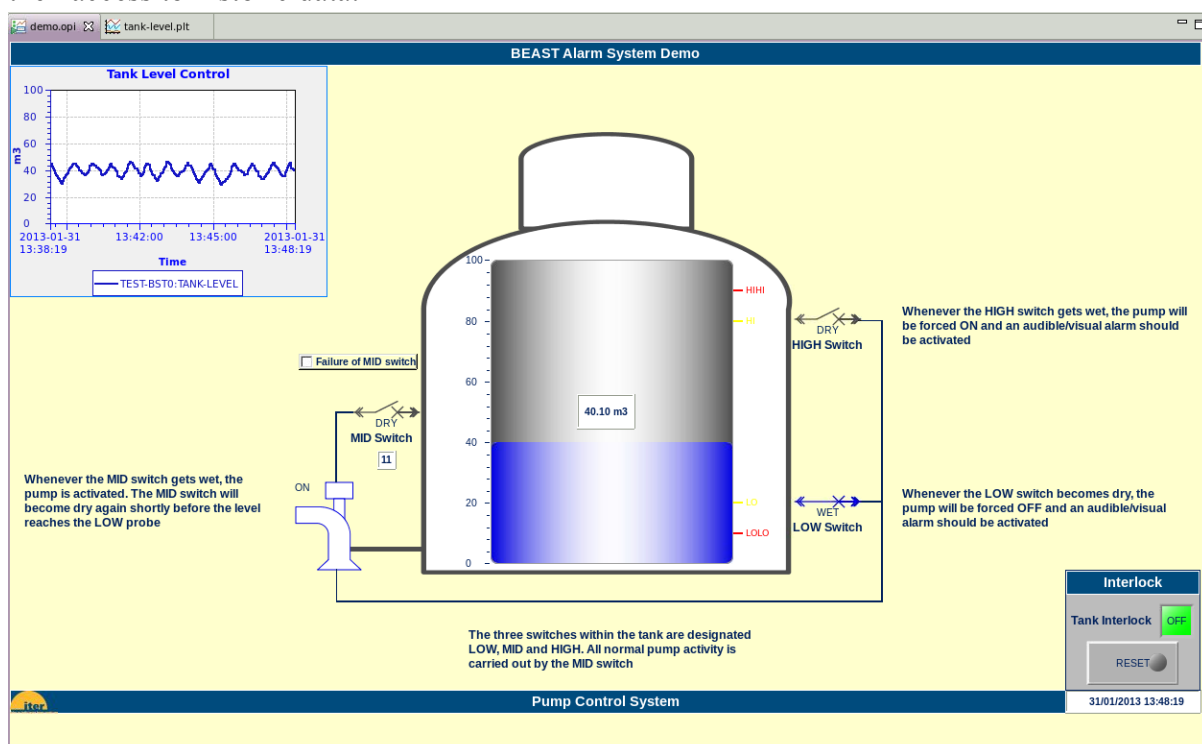 demo.opi
tank-level.plt
BEAST Alarm System Demo
Tank Level Control
100
80
60
40
20
0
m3
2013-01-31
13:38:19
13:42:00
13:45:00
2013-01-31
13:48:19
Time
TEST-BST0:TANK-LEVEL
100
80
60
40
20
0
HIHI
HI
LO
LOLO
40.10 m3
DRY
HIGH Switch
Whenever the HIGH switch gets wet, the pump will
be forced ON and an audible/visual alarm should
be activated
Failure of MID switch
DRY
MID Switch
11
Whenever the MID switch gets wet, the
pump is activated. The MID switch will
become dry again shortly before the level
reaches the LOW probe
ON
WET
LOW Switch
Whenever the LOW switch becomes dry, the
pump will be forced OFF and an audible/visual
alarm should be activated
The three switches within the tank are designated
LOW, MID and HIGH. All normal pump activity is
carried out by the MID switch
Interlock
Tank Interlock
OFF
RESET
iter
Pump Control System
31/01/2013 13:48:19